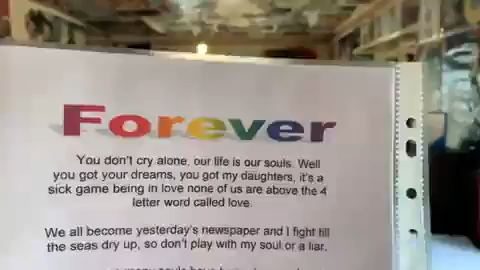 Forever
You don't cry alone, our life is our souls. Well
you got your dreams, you got my daughters, it's a
sick game being in love none of us are above the 4
letter word called love.
We all become yesterday's newspaper and I fight till
the seas dry up, so don't play with my soul or a liar.